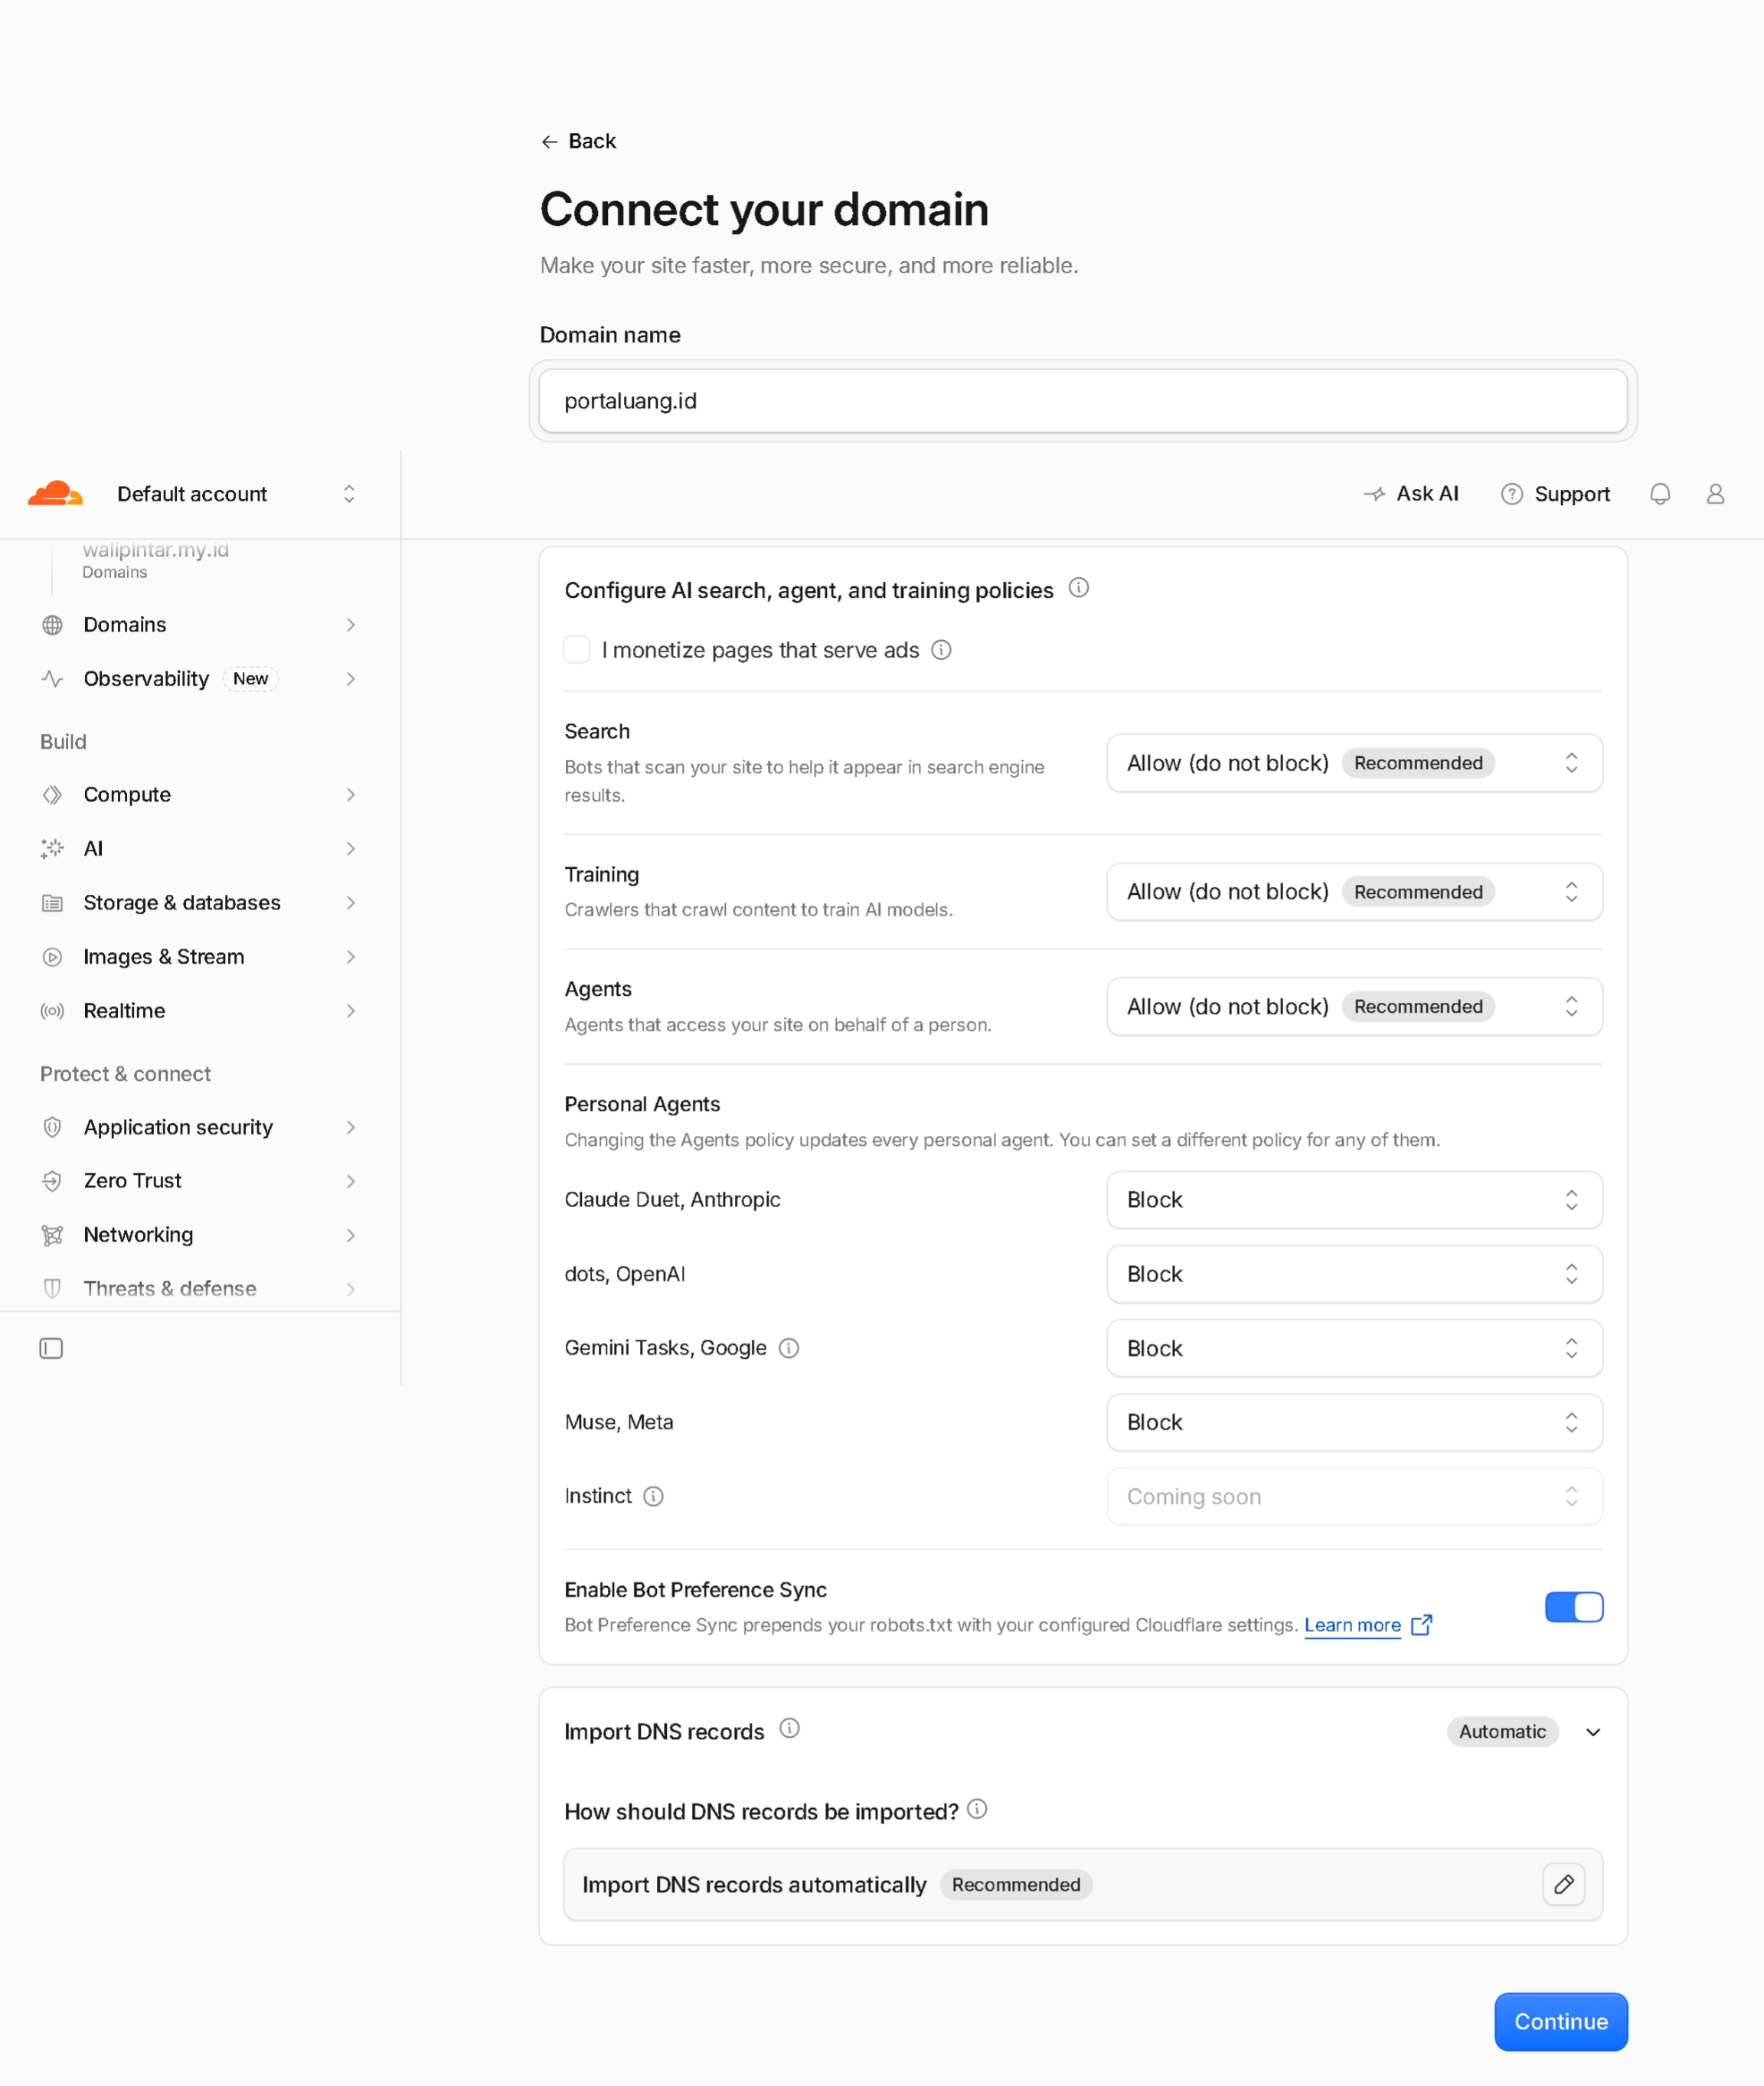 Back
Connect your domain
Make your site faster, more secure, and more reliable.
Domain name
portaluang.id
Default account
Ask AI
Support
wallpintar.my.id
Domains
Domains
Observability New
Build
Compute
AI
Storage & databases
Images & Stream
Realtime
Protect & connect
Application security
Zero Trust
Networking
Threats & defense
Configure AI search, agent, and training policies
I monetize pages that serve ads
Search
Bots that scan your site to help it appear in search engine
results.
Allow (do not block) Recommended
Training
Crawlers that crawl content to train AI models.
Allow (do not block) Recommended
Agents
Agents that access your site on behalf of a person.
Allow (do not block) Recommended
Personal Agents
Changing the Agents policy updates every personal agent. You can set a different policy for any of them.
Claude Duet, Anthropic
Block
dots, OpenAI
Block
Gemini Tasks, Google
Block
Muse, Meta
Block
Instinct
Coming soon
Enable Bot Preference Sync
Bot Preference Sync prepends your robots.txt with your configured Cloudflare settings. Learn more
Import DNS records
Automatic
How should DNS records be imported?
Import DNS records automatically Recommended
Continue